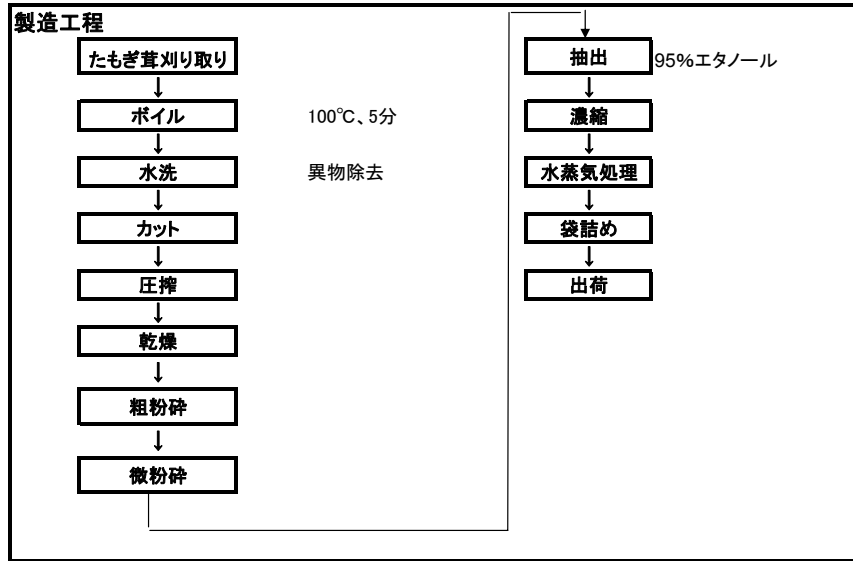 製造工程
たもぎ茸刈り取り
↓
ボイル 100℃、5分
↓
水洗 異物除去
↓
カット
↓
圧搾
↓
乾燥
↓
粗粉砕
↓
微粉砕
抽出 95%エタノール
↓
濃縮
↓
水蒸気処理
↓
袋詰め
↓
出荷